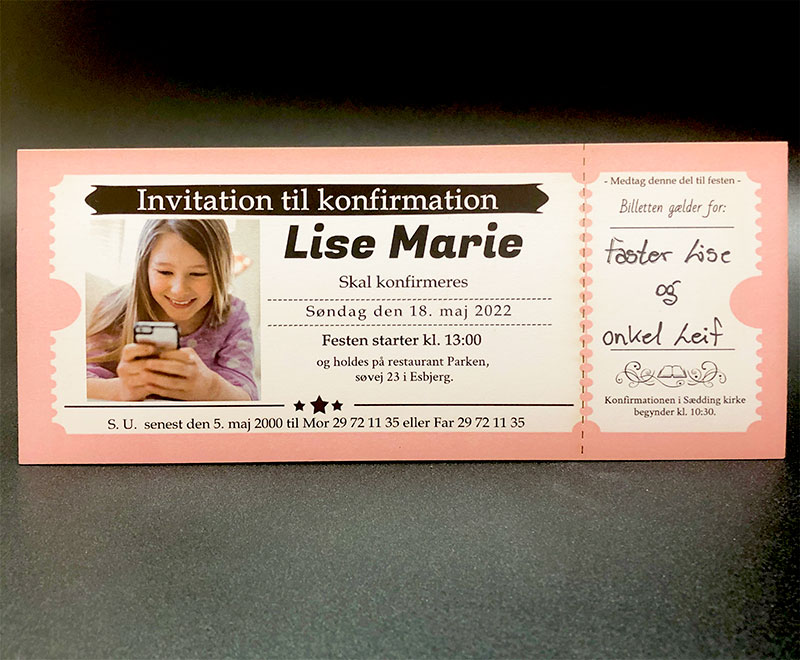 Invitation til konfirmation
Lise Marie
Skal konfirmeres
Søndag den 18. maj 2022
Festen starter kl. 13:00
og holdes på restaurant Parken,
søvej 23 i Esbjerg.
S. U. senest den 5. maj 2000 til Mor 29 72 11 35 eller Far 29 72 11 35
- Medtag denne del til festen -
Billetten gælder for:
Faster Lise
og
onkel Leif
Konfirmationen i Sædding kirke
begynder kl. 10:30.